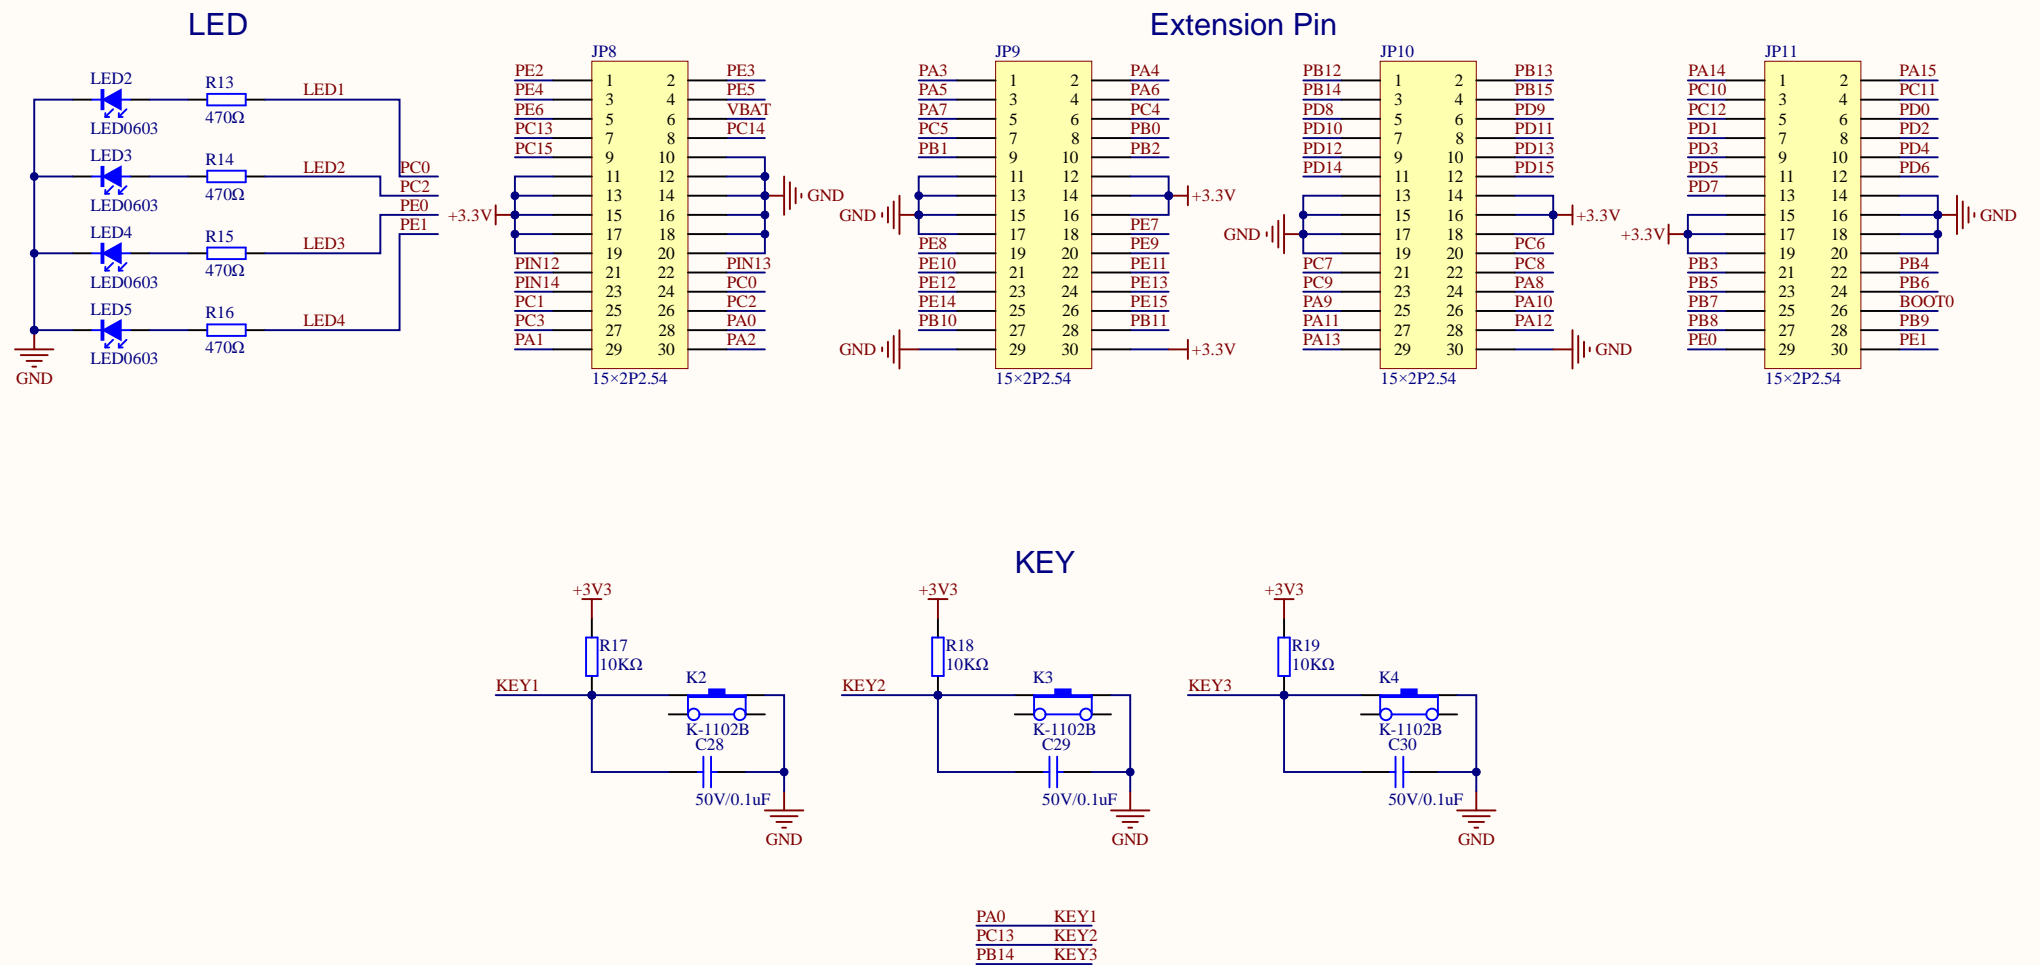 LED
LED2
R13
LED1
LED0603
470Ω
LED3
R14
LED2
PC0
LED0603
470Ω
PC2
PE0
LED4
R15
LED3
PE1
LED0603
470Ω
LED5
R16
LED4
LED0603
470Ω
GND
Extension Pin
JP8
PE2 1 2 PE3
PE4 3 4 PE5
PE6 5 6 VBAT
PC13 7 8 PC14
PC15 9 10
11 12
13 14 GND
+3.3V 15 16
17 18
19 20
PIN12 21 22 PIN13
PIN14 23 24 PC0
PC1 25 26 PC2
PC3 27 28 PA0
PA1 29 30 PA2
15×2P2.54
JP9
PA3 1 2 PA4
PA5 3 4 PA6
PA7 5 6 PC4
PC5 7 8 PB0
PB1 9 10 PB2
11 12
13 14 +3.3V
GND 15 16
17 18 PE7
PE8 19 20 PE9
PE10 21 22 PE11
PE12 23 24 PE13
PE14 25 26 PE15
PB10 27 28 PB11
GND 29 30 +3.3V
15×2P2.54
JP10
PB12 1 2 PB13
PB14 3 4 PB15
PD8 5 6 PD9
PD10 7 8 PD11
PD12 9 10 PD13
PD14 11 12 PD15
13 14
15 16 +3.3V
GND 17 18
19 20 PC6
PC7 21 22 PC8
PC9 23 24 PA8
PA9 25 26 PA10
PA11 27 28 PA12
PA13 29 30 GND
15×2P2.54
JP11
PA14 1 2 PA15
PC10 3 4 PC11
PC12 5 6 PD0
PD1 7 8 PD2
PD3 9 10 PD4
PD5 11 12 PD6
PD7 13 14
15 16 GND
+3.3V 17 18
19 20
PB3 21 22 PB4
PB5 23 24 PB6
PB7 25 26 BOOT0
PB8 27 28 PB9
PE0 29 30 PE1
15×2P2.54
KEY
+3V3
R17
10KΩ
KEY1
K2
K-1102B
C28
50V/0.1uF
GND
+3V3
R18
10KΩ
KEY2
K3
K-1102B
C29
50V/0.1uF
GND
+3V3
R19
10KΩ
KEY3
K4
K-1102B
C30
50V/0.1uF
GND
PA0 KEY1
PC13 KEY2
PB14 KEY3